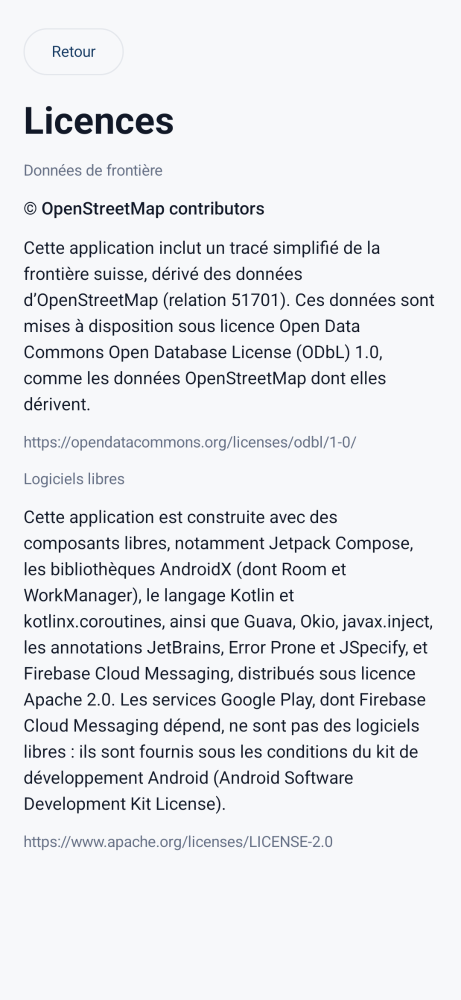 Retour
Licences
Données de frontière
© OpenStreetMap contributors
Cette application inclut un tracé simplifié de la
frontière suisse, dérivé des données
d’OpenStreetMap (relation 51701). Ces données sont
mises à disposition sous licence Open Data
Commons Open Database License (ODbL) 1.0,
comme les données OpenStreetMap dont elles
dérivent.
https://opendatacommons.org/licenses/odbl/1-0/
Logiciels libres
Cette application est construite avec des
composants libres, notamment Jetpack Compose,
les bibliothèques AndroidX (dont Room et
WorkManager), le langage Kotlin et
kotlinx.coroutines, ainsi que Guava, Okio, javax.inject,
les annotations JetBrains, Error Prone et JSpecify, et
Firebase Cloud Messaging, distribués sous licence
Apache 2.0. Les services Google Play, dont Firebase
Cloud Messaging dépend, ne sont pas des logiciels
libres : ils sont fournis sous les conditions du kit de
développement Android (Android Software
Development Kit License).
https://www.apache.org/licenses/LICENSE-2.0